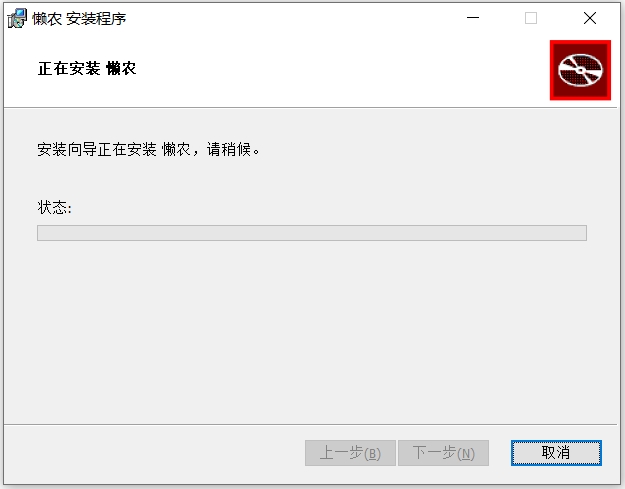 懒农 安装程序
正在安装 懒农
安装向导正在安装 懒农，请稍候。
状态:
上一步(B)
下一步(N)
取消